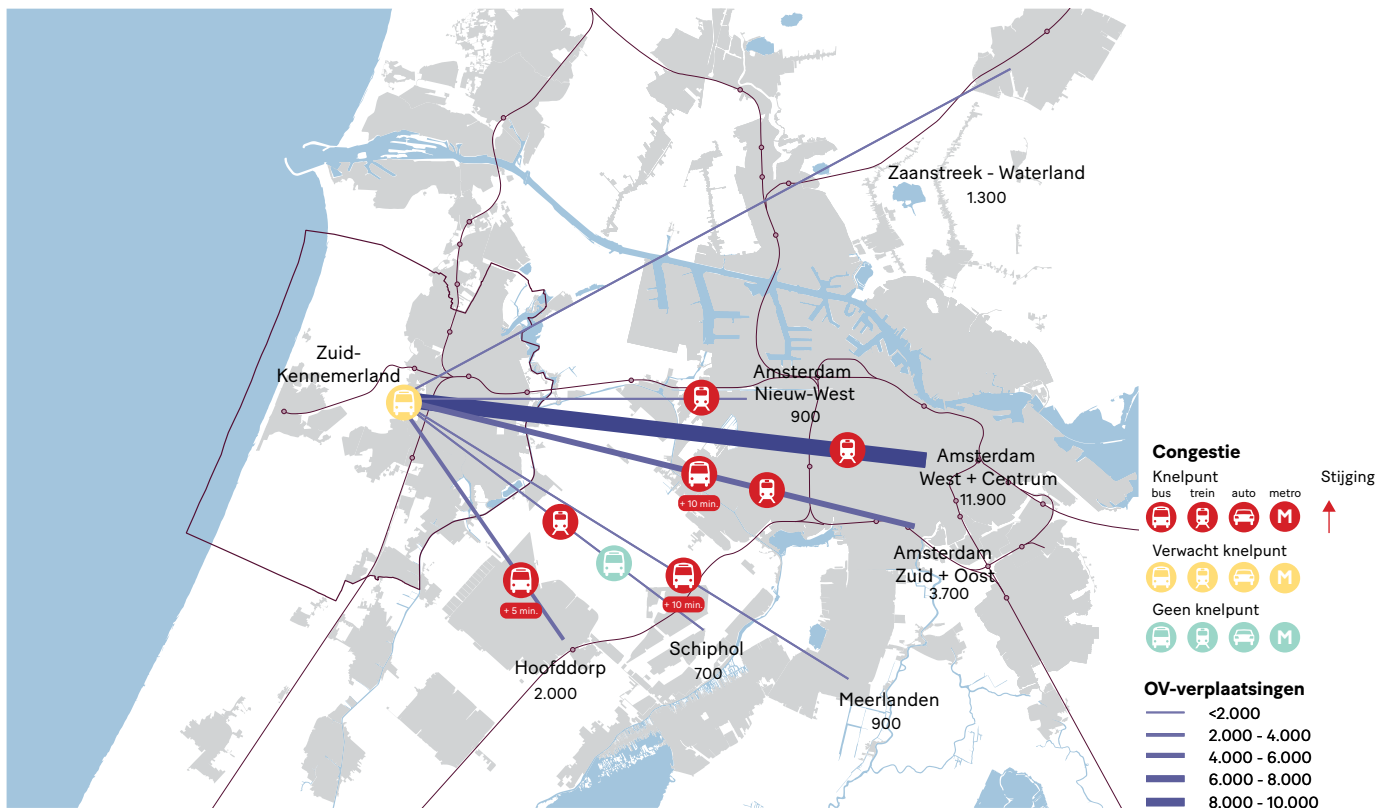 Zaanstreek - Waterland
1.300
Zuid-
Kennemerland
Amsterdam
Nieuw-West
900
Amsterdam
West + Centrum
11.900
+ 10 min.
Amsterdam
Zuid + Oost
3.700
+ 5 min.
+ 10 min.
Hoofddorp
2.000
Schiphol
700
Meerlanden
900
Congestie
Knelpunt
Stijging
bus trein auto metro
M
Verwacht knelpunt
M
Geen knelpunt
M
OV-verplaatsingen
<2.000
2.000 - 4.000
4.000 - 6.000
6.000 - 8.000
8.000 - 10.000